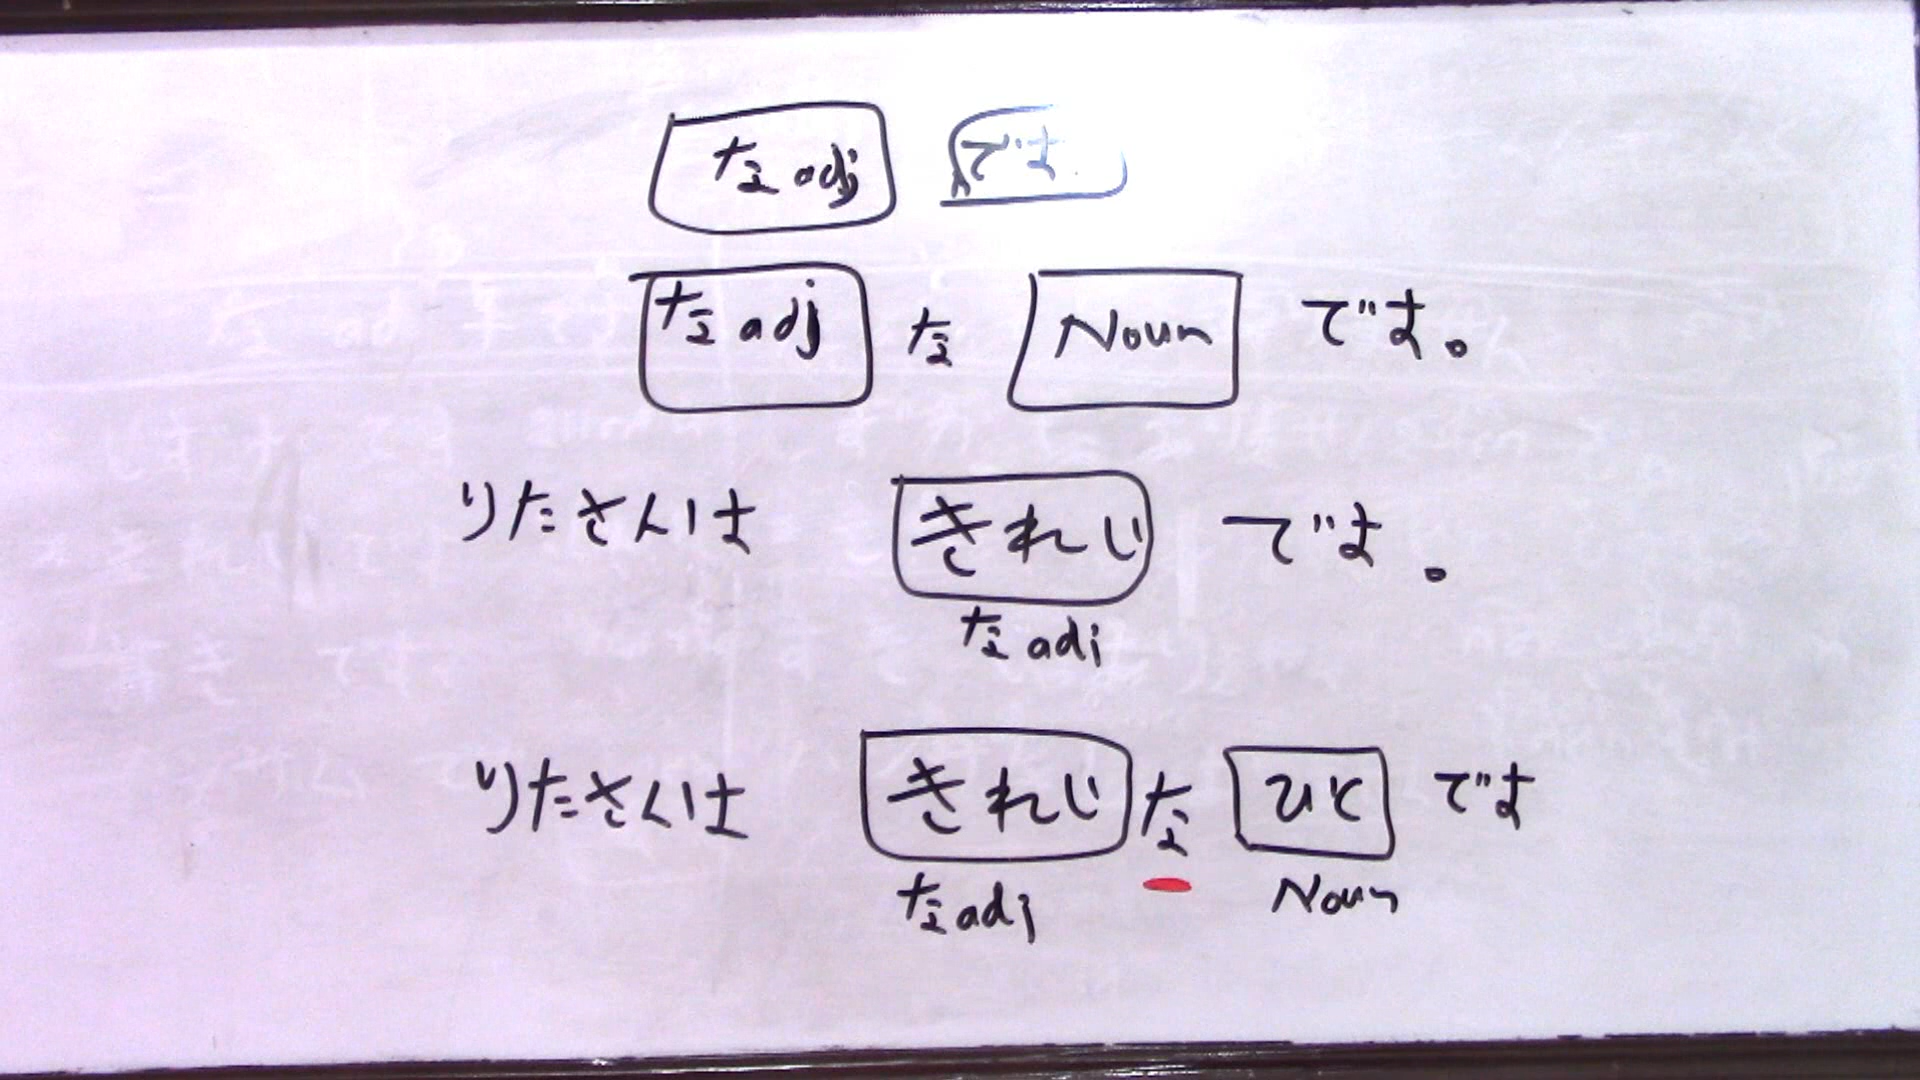 な adj です
な adj な Noun です。
りたさんは きれい です。
な adj
りたさんは きれい な ひと です
な adj Noun